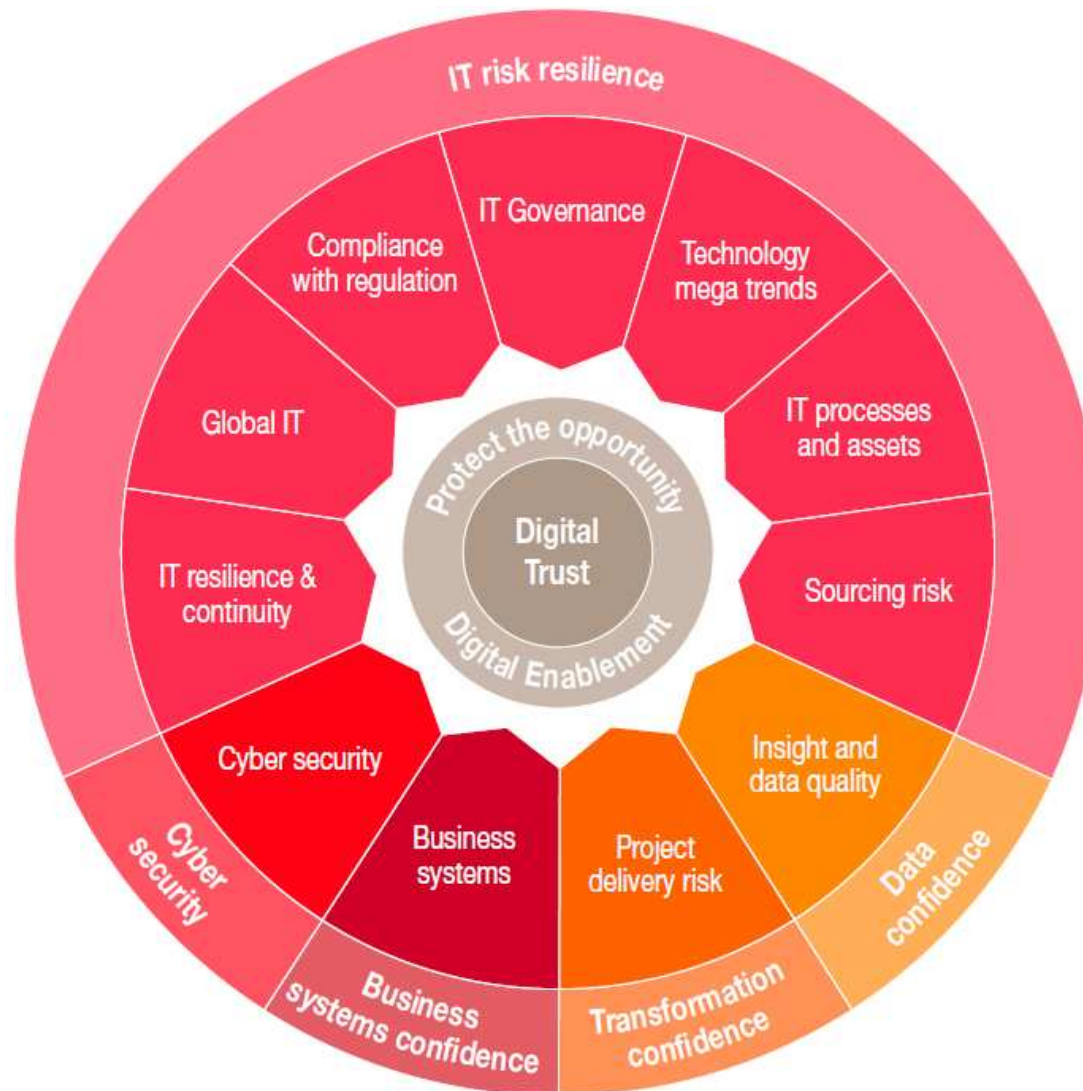 IT risk resilience
IT Governance
Technology
mega trends
IT processes
and assets
Sourcing risk
Insight and
data quality
Project
delivery risk
Business
systems
Cyber security
IT resilience &
continuity
Global IT
Compliance
with regulation
Protect the opportunity
Digital
Trust
Digital Enablement
Data
confidence
Transformation
confidence
Business
systems confidence
Cyber
security